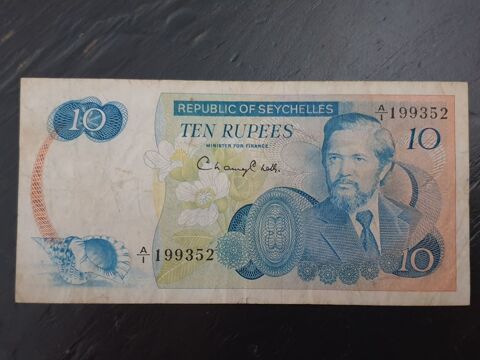 REPUBLIC OF SEYCHELLES
10
TEN RUPEES
A/1 199352
10
MINISTER FOR FINANCE
A/1 199352
10